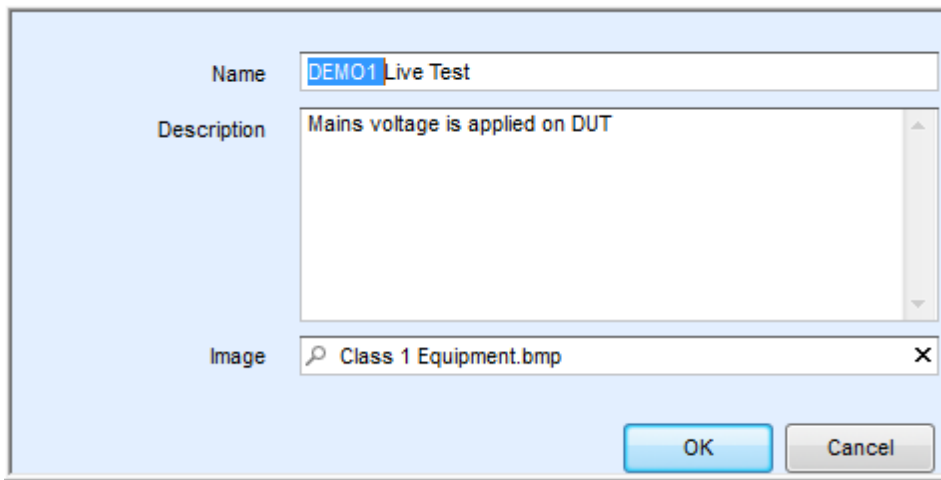 Name DEMO1 Live Test
Description Mains voltage is applied on DUT
Image Class 1 Equipment.bmp
OK Cancel